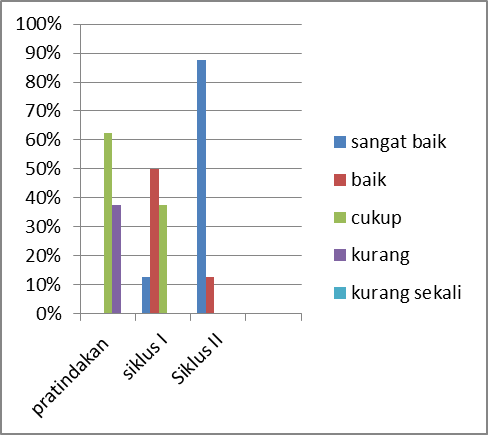 100%
90%
80%
70%
60%
50%
40%
30%
20%
10%
0%
pratindakan
siklus I
Siklus II
sangat baik
baik
cukup
kurang
kurang sekali